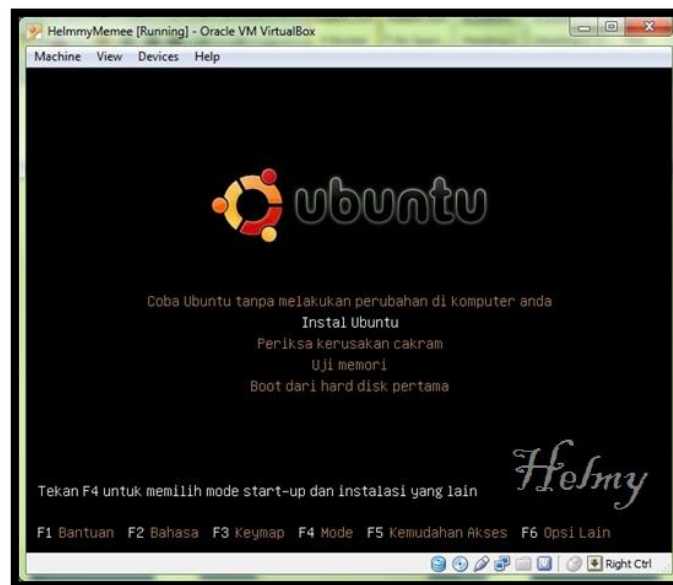 HelmmyMemee [Running] - Oracle VM VirtualBox
Machine View Devices Help
ubuntu
Coba Ubuntu tanpa melakukan perubahan di komputer anda
Instal Ubuntu
Periksa kerusakan cakram
Uji memori
Boot dari hard disk pertama
Helmy
Tekan F4 untuk memilih mode start-up dan instalasi yang lain
F1 Bantuan F2 Bahasa F3 Keymap F4 Mode F5 Kemudahan Akses F6 Opsi Lain
Right Ctrl